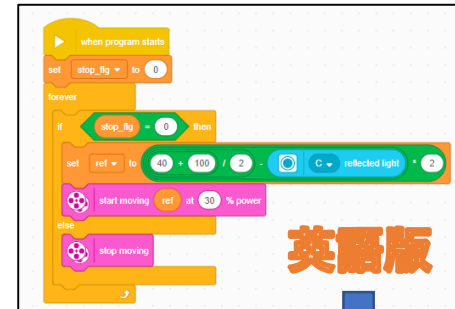 when program starts
set stop_flg to 0
forever
if stop_flg = 0 then
set ref to 40 + 100 / 2 - C reflected light * 2
start moving ref at 30 % power
else
stop moving
英語版